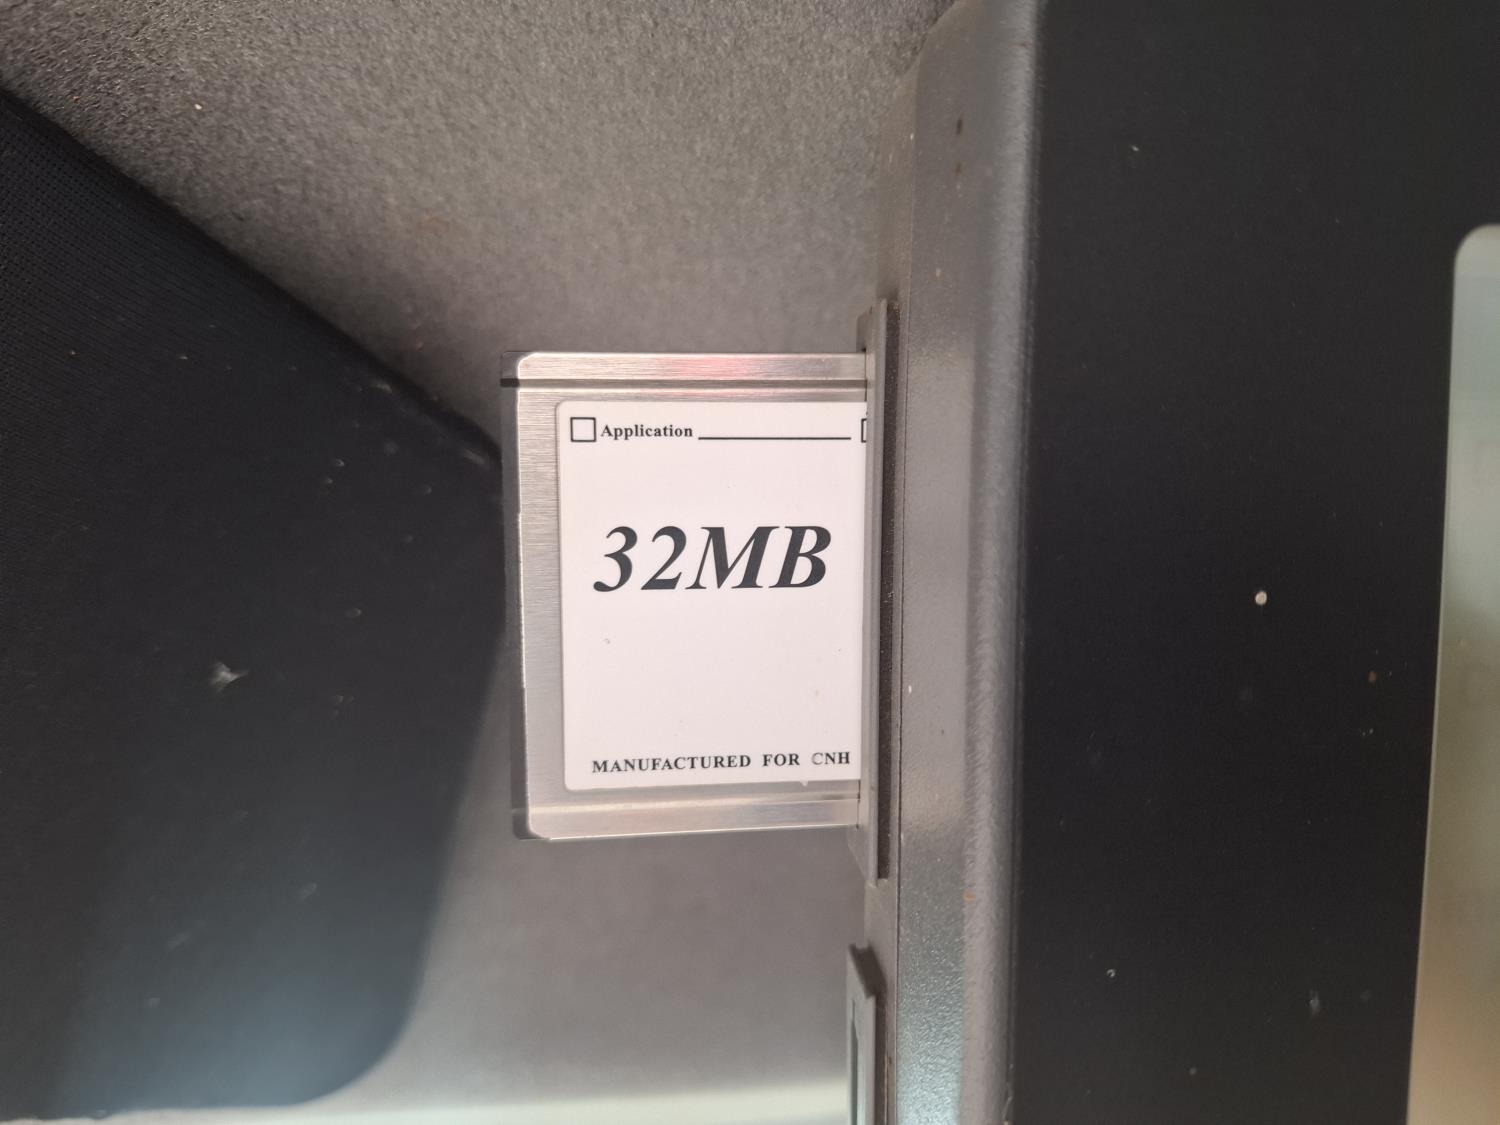 Application
32MB
MANUFACTURED FOR CNH